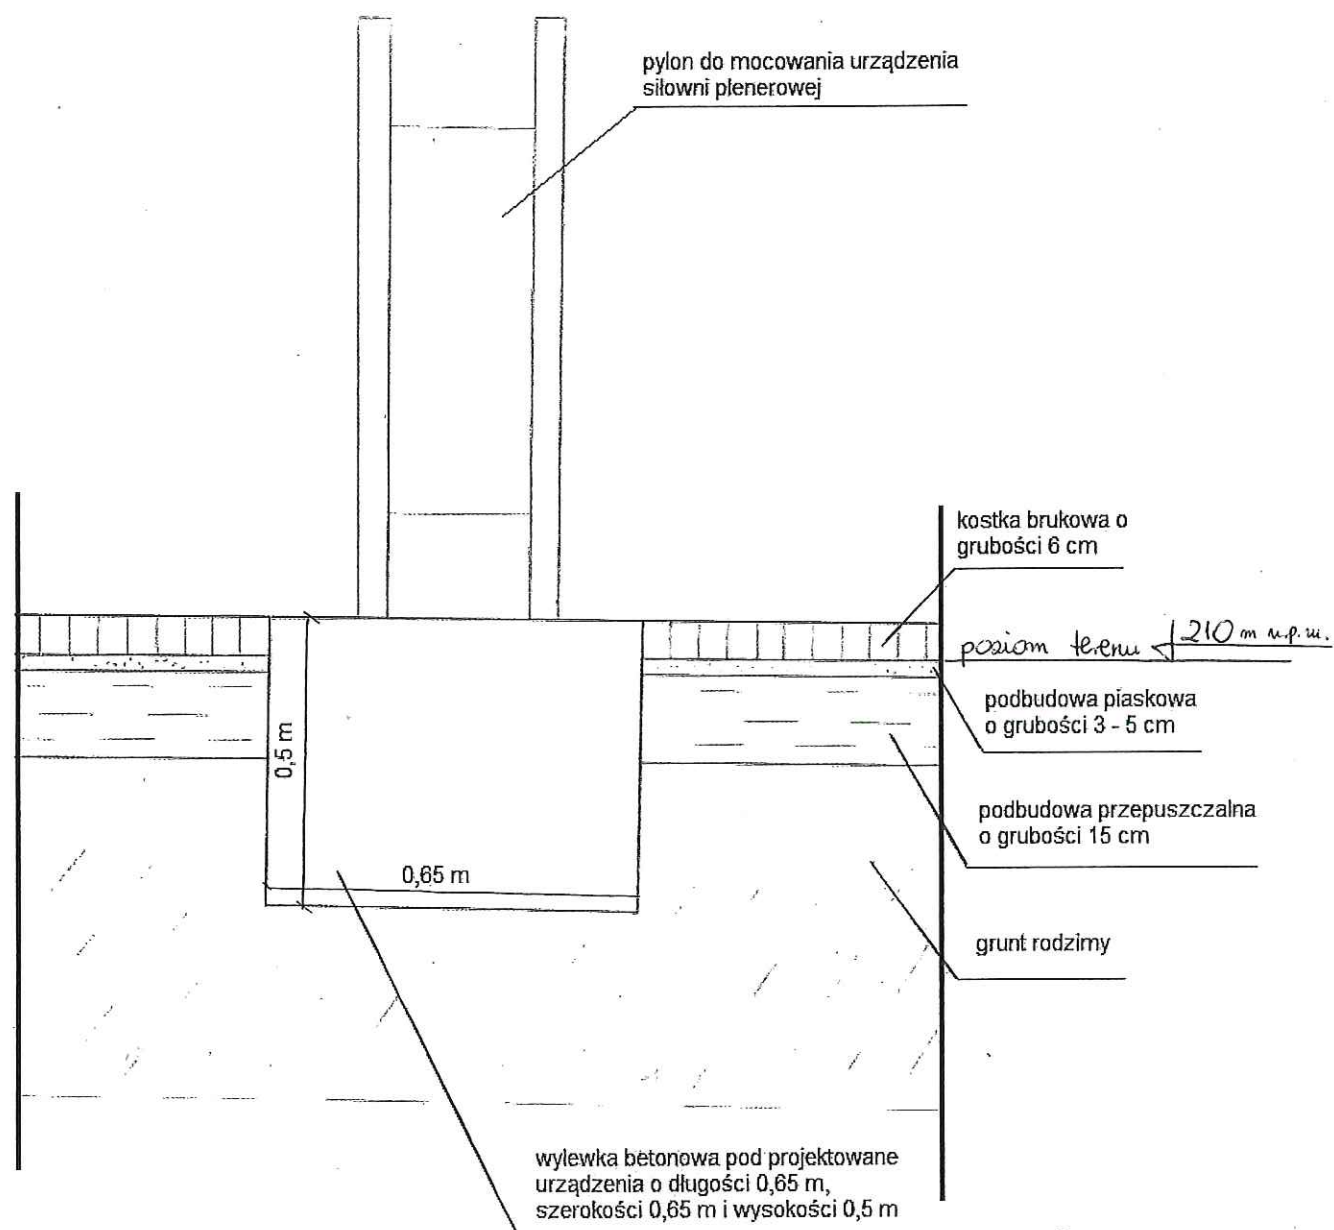 pylon do mocowania urządzenia
siłowni plenerowej
kostka brukowa o
grubości 6 cm
poziom terenu 210 m n.p.m.
podbudowa piaskowa
o grubości 3 - 5 cm
0,5 m
podbudowa przepuszczalna
o grubości 15 cm
0,65 m
grunt rodzimy
wylewka betonowa pod projektowane
urządzenia o długości 0,65 m,
szerokości 0,65 m i wysokości 0,5 m